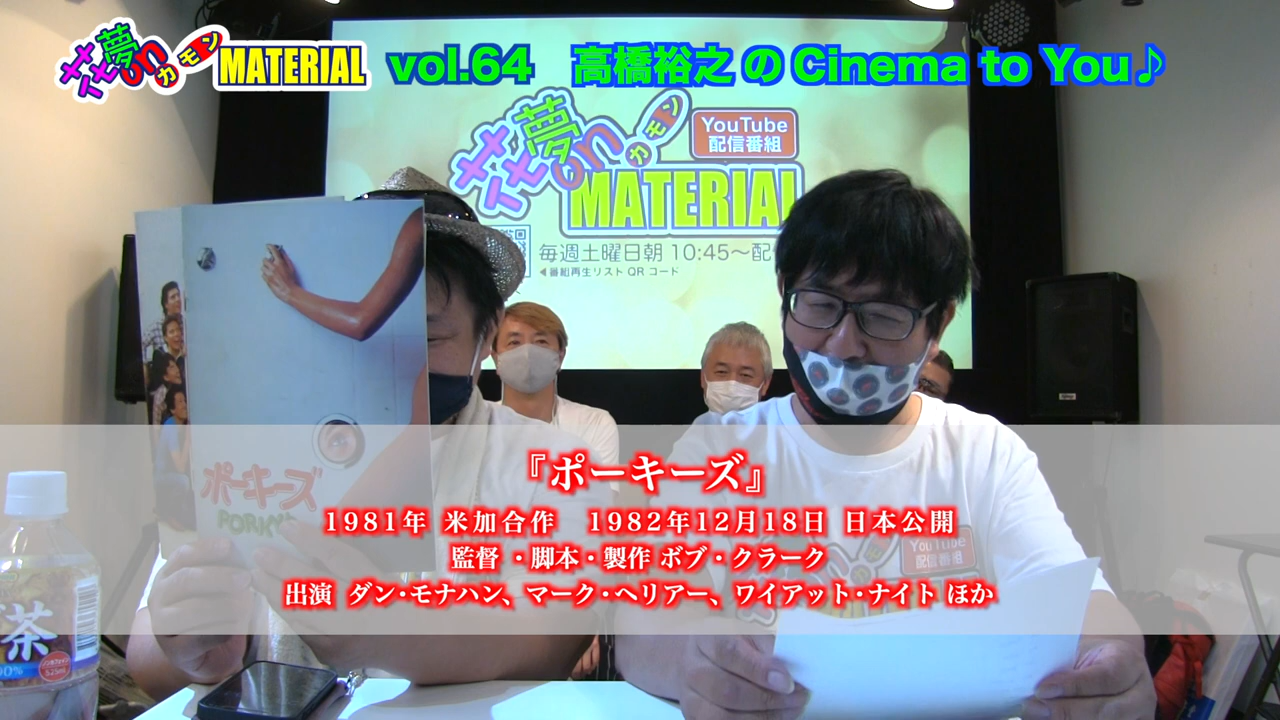 花夢on カモン MATERIAL vol.64 高橋裕之のCinema to You♪
花夢on カモン
YouTube
配信番組
MATERIAL
毎週土曜日朝 10:45〜配
◀番組再生リスト QR コード
ポーキーズ
PORKY'
『ポーキーズ』
1981年 米加合作 1982年12月18日 日本公開
監督・脚本・製作 ボブ・クラーク
出演 ダン・モナハン、マーク・ヘリアー、ワイアット・ナイト ほか
YouTube
配信番組
茶